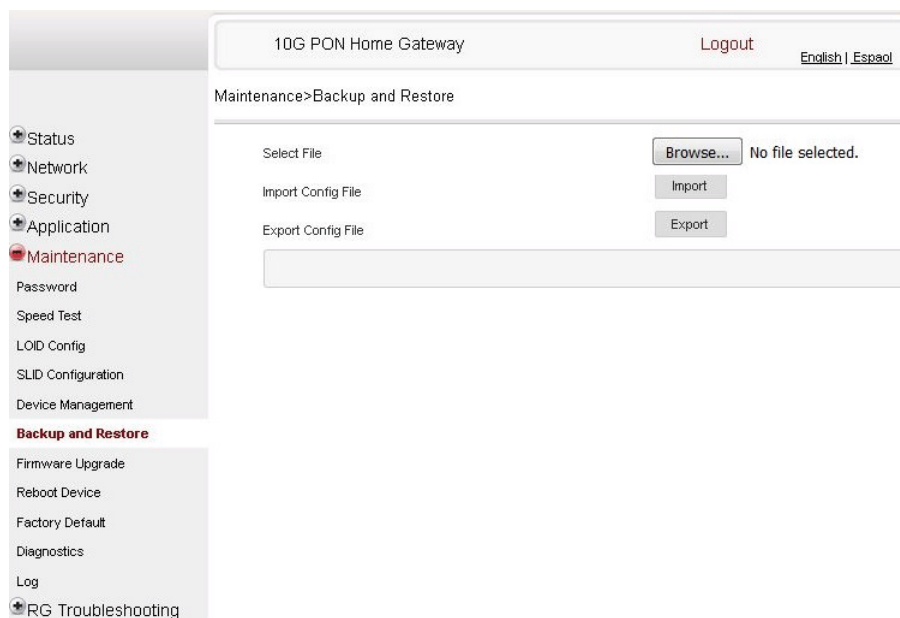 10G PON Home Gateway
Logout
English | Espaol
Maintenance>Backup and Restore
Status
Network
Security
Application
Maintenance
Password
Speed Test
LOID Config
SLID Configuration
Device Management
Backup and Restore
Firmware Upgrade
Reboot Device
Factory Default
Diagnostics
Log
RG Troubleshooting
Select File
Browse... No file selected.
Import Config File
Import
Export Config File
Export